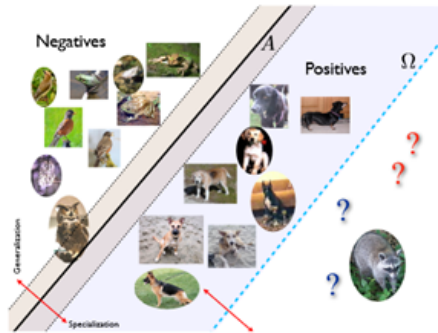 Negatives
A
Positives
Ω
?
?
?
?
Generalization
Specialization